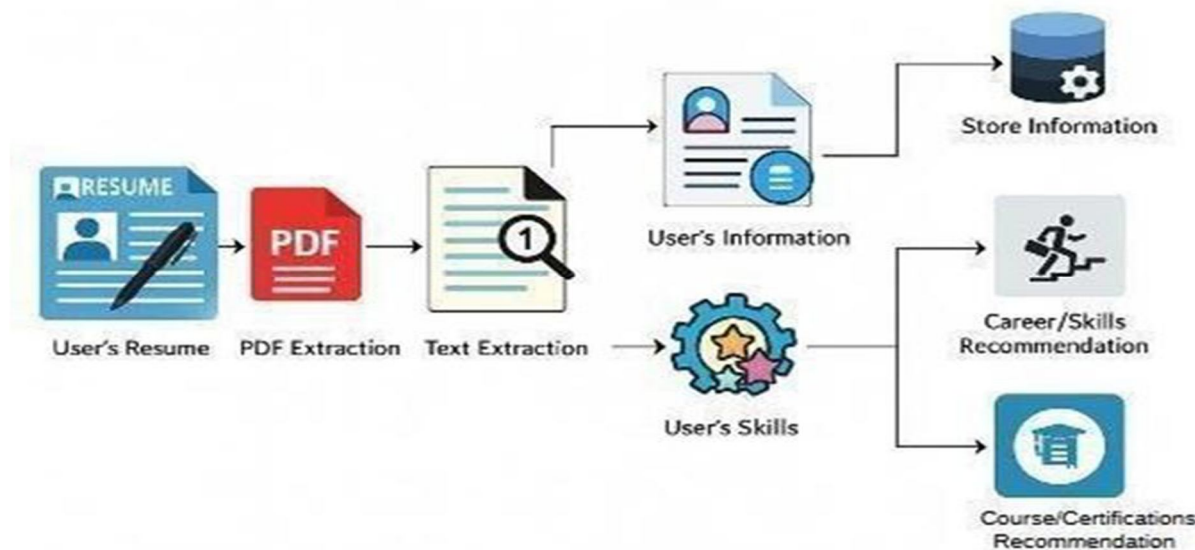 RESUME
PDF
1
User's Resume
PDF Extraction
Text Extraction
User's Information
Store Information
User's Skills
Career/Skills
Recommendation
Course/Certifications
Recommendation